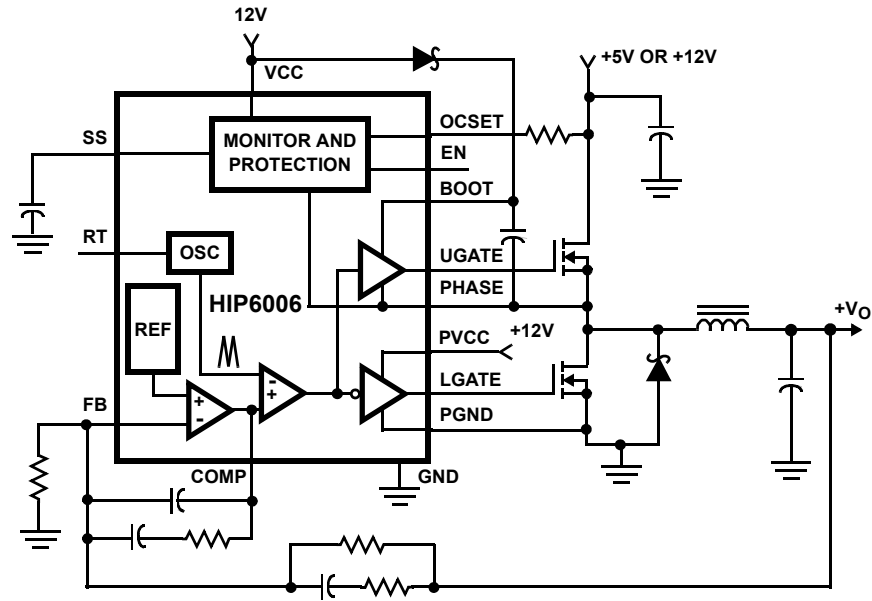 12V
+5V OR +12V
VCC
OCSET
SS
MONITOR AND
PROTECTION
EN
BOOT
RT
OSC
UGATE
HIP6006
PHASE
+VO
REF
+12V
PVCC
LGATE
FB
+
-
-
+
PGND
COMP
GND